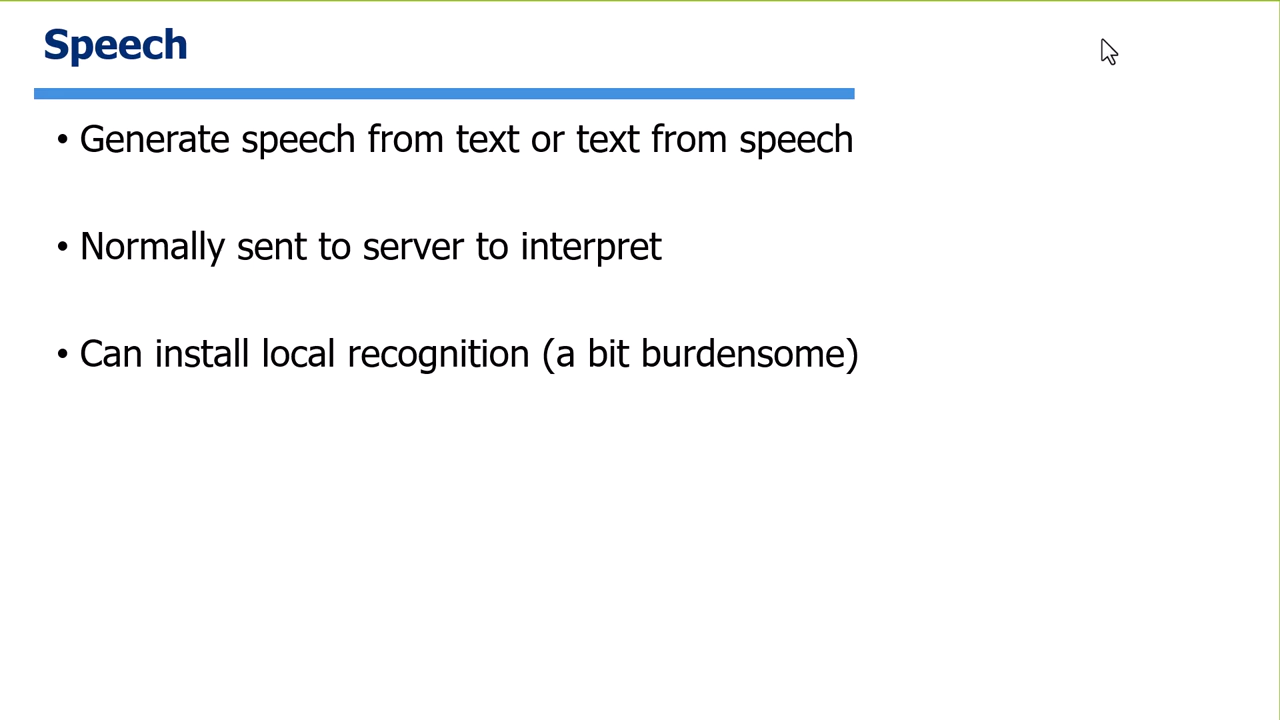 Speech
• Generate speech from text or text from speech
• Normally sent to server to interpret
• Can install local recognition (a bit burdensome)